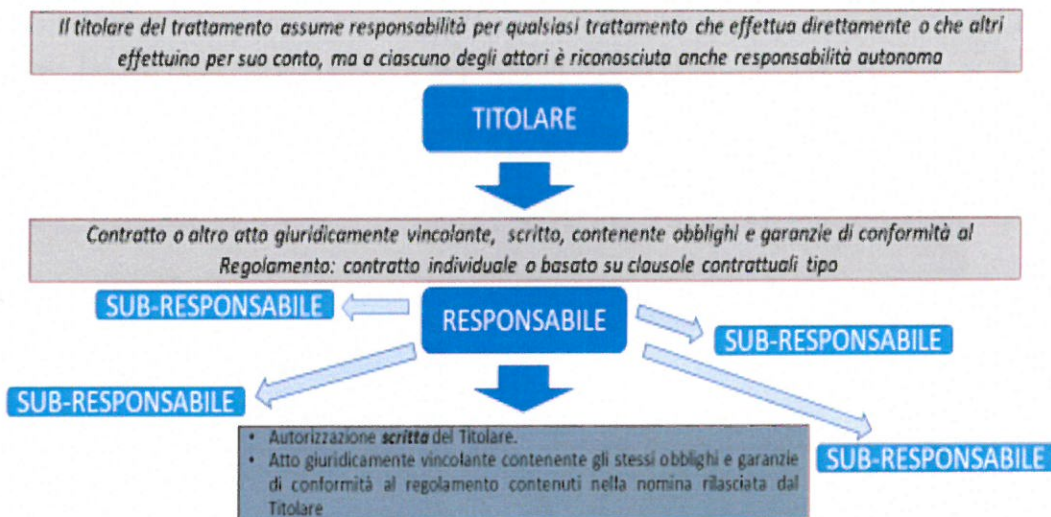 Il titolare del trattamento assume responsabilità per qualsiasi trattamento che effettua direttamente o che altri
effettuino per suo conto, ma a ciascuno degli attori è riconosciuta anche responsabilità autonoma
TITOLARE
Contratto o altro atto giuridicamente vincolante, scritto, contenente obblighi e garanzie di conformità al
Regolamento: contratto individuale o basato su clausole contrattuali tipo
SUB-RESPONSABILE
RESPONSABILE
SUB-RESPONSABILE
SUB-RESPONSABILE
• Autorizzazione scritta del Titolare.
• Atto giuridicamente vincolante contenente gli stessi obblighi e garanzie
di conformità al regolamento contenuti nella nomina rilasciata dal
Titolare
SUB-RESPONSABILE